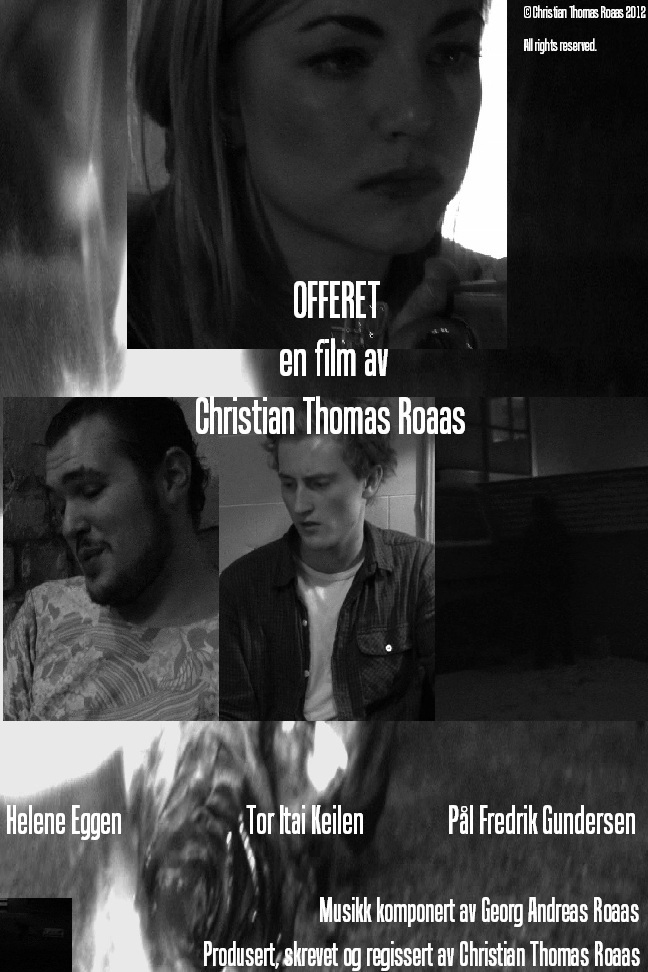 © Christian Thomas Roaas 2012
All rights reserved.
OFFERET
en film av
Christian Thomas Roaas
Helene Eggen
Tor Itai Keilen
Pål Fredrik Gundersen
Musikk komponert av Georg Andreas Roaas
Produsert, skrevet og regissert av Christian Thomas Roaas